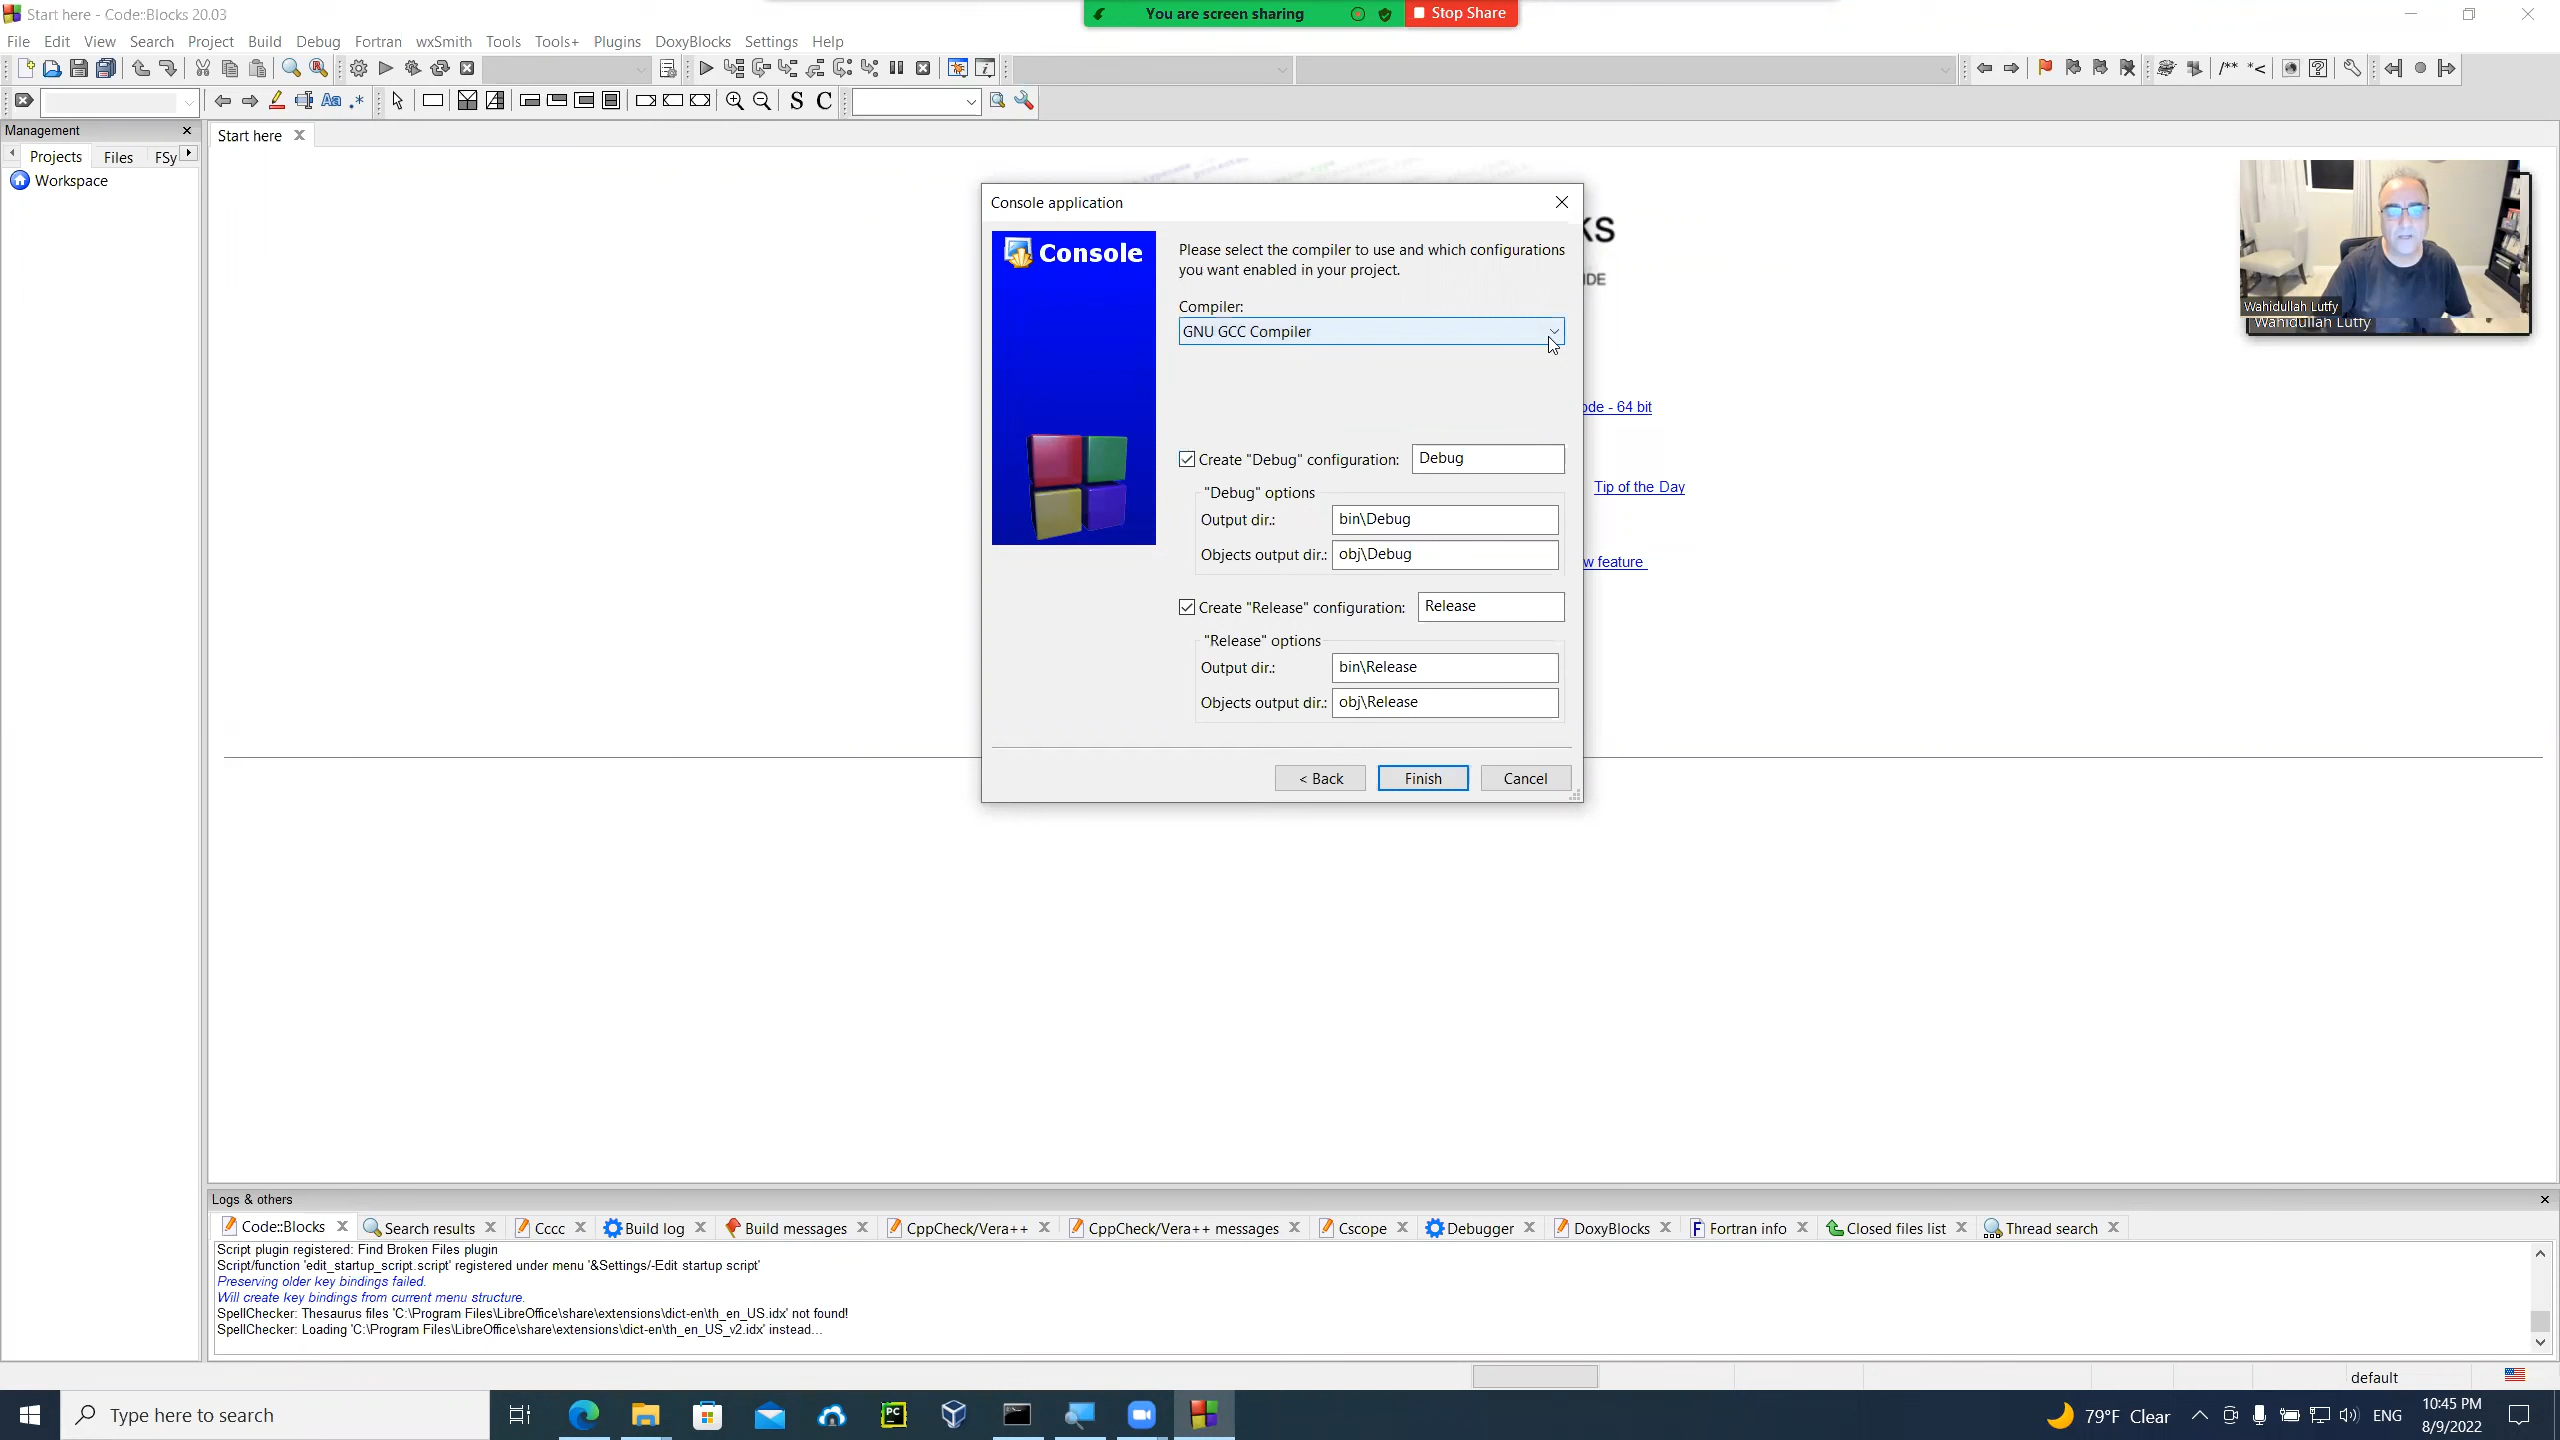 Start here - Code::Blocks 20.03
You are screen sharing
Stop Share
File Edit View Search Project Build Debug Fortran wxSmith Tools Tools+ Plugins DoxyBlocks Settings Help
/** *<
Aa .* S C
Management
Start here
Projects Files FSy
Workspace
Console application
Console
Please select the compiler to use and which configurations
you want enabled in your project.
Compiler:
GNU GCC Compiler
Create "Debug" configuration: Debug
"Debug" options
Output dir.: bin\Debug
Objects output dir.: obj\Debug
Create "Release" configuration: Release
"Release" options
Output dir.: bin\Release
Objects output dir.: obj\Release
< Back Finish Cancel
KS
IDE
ode - 64 bit
Tip of the Day
w feature
Wahidullah Lutfy
Wahidullah Lutfy
Logs & others
Code::Blocks Search results Cccc Build log Build messages CppCheck/Vera++ CppCheck/Vera++ messages Cscope Debugger DoxyBlocks Fortran info Closed files list Thread search
Script plugin registered: Find Broken Files plugin
Script/function 'edit_startup_script.script' registered under menu '&Settings/-Edit startup script'
Preserving older key bindings failed.
Will create key bindings from current menu structure.
SpellChecker: Thesaurus files 'C:\Program Files\LibreOffice\share\extensions\dict-en\th_en_US.idx' not found!
SpellChecker: Loading 'C:\Program Files\LibreOffice\share\extensions\dict-en\th_en_US_v2.idx' instead...
default
Type here to search
PC
79°F Clear
ENG
10:45 PM
8/9/2022